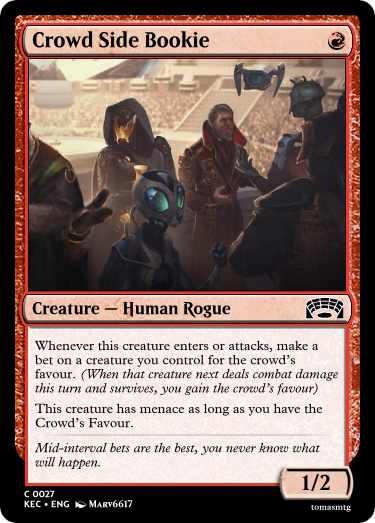 Crowd Side Bookie
Creature — Human Rogue
Whenever this creature enters or attacks, make a
bet on a creature you control for the crowd's
favour. (When that creature next deals combat damage
this turn and survives, you gain the crowd's favour)
This creature has menace as long as you have the
Crowd's Favour.
Mid-interval bets are the best, you never know what
will happen.
1/2
C 0027
KEC • ENG Marv6617
tomasmtg